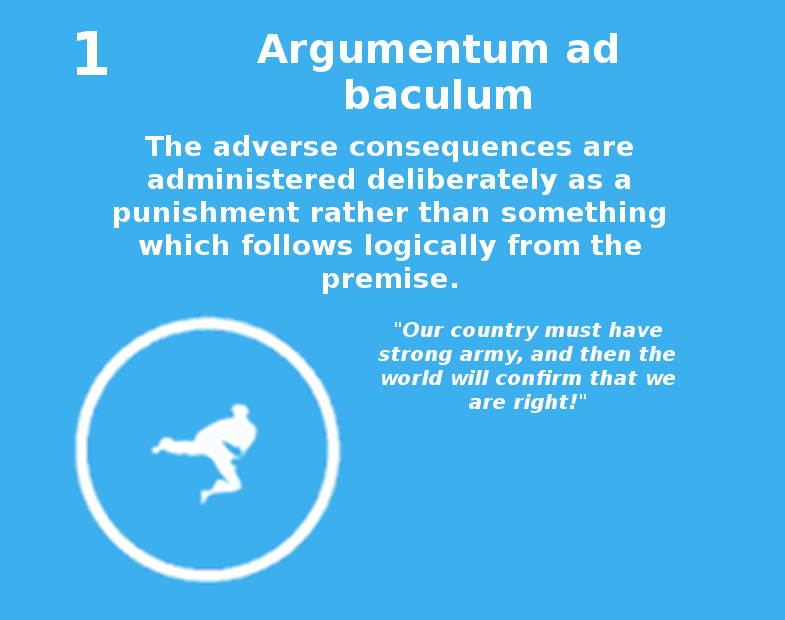 1
Argumentum ad
baculum
The adverse consequences are
administered deliberately as a
punishment rather than something
which follows logically from the
premise.
"Our country must have
strong army, and then the
world will confirm that we
are right!"